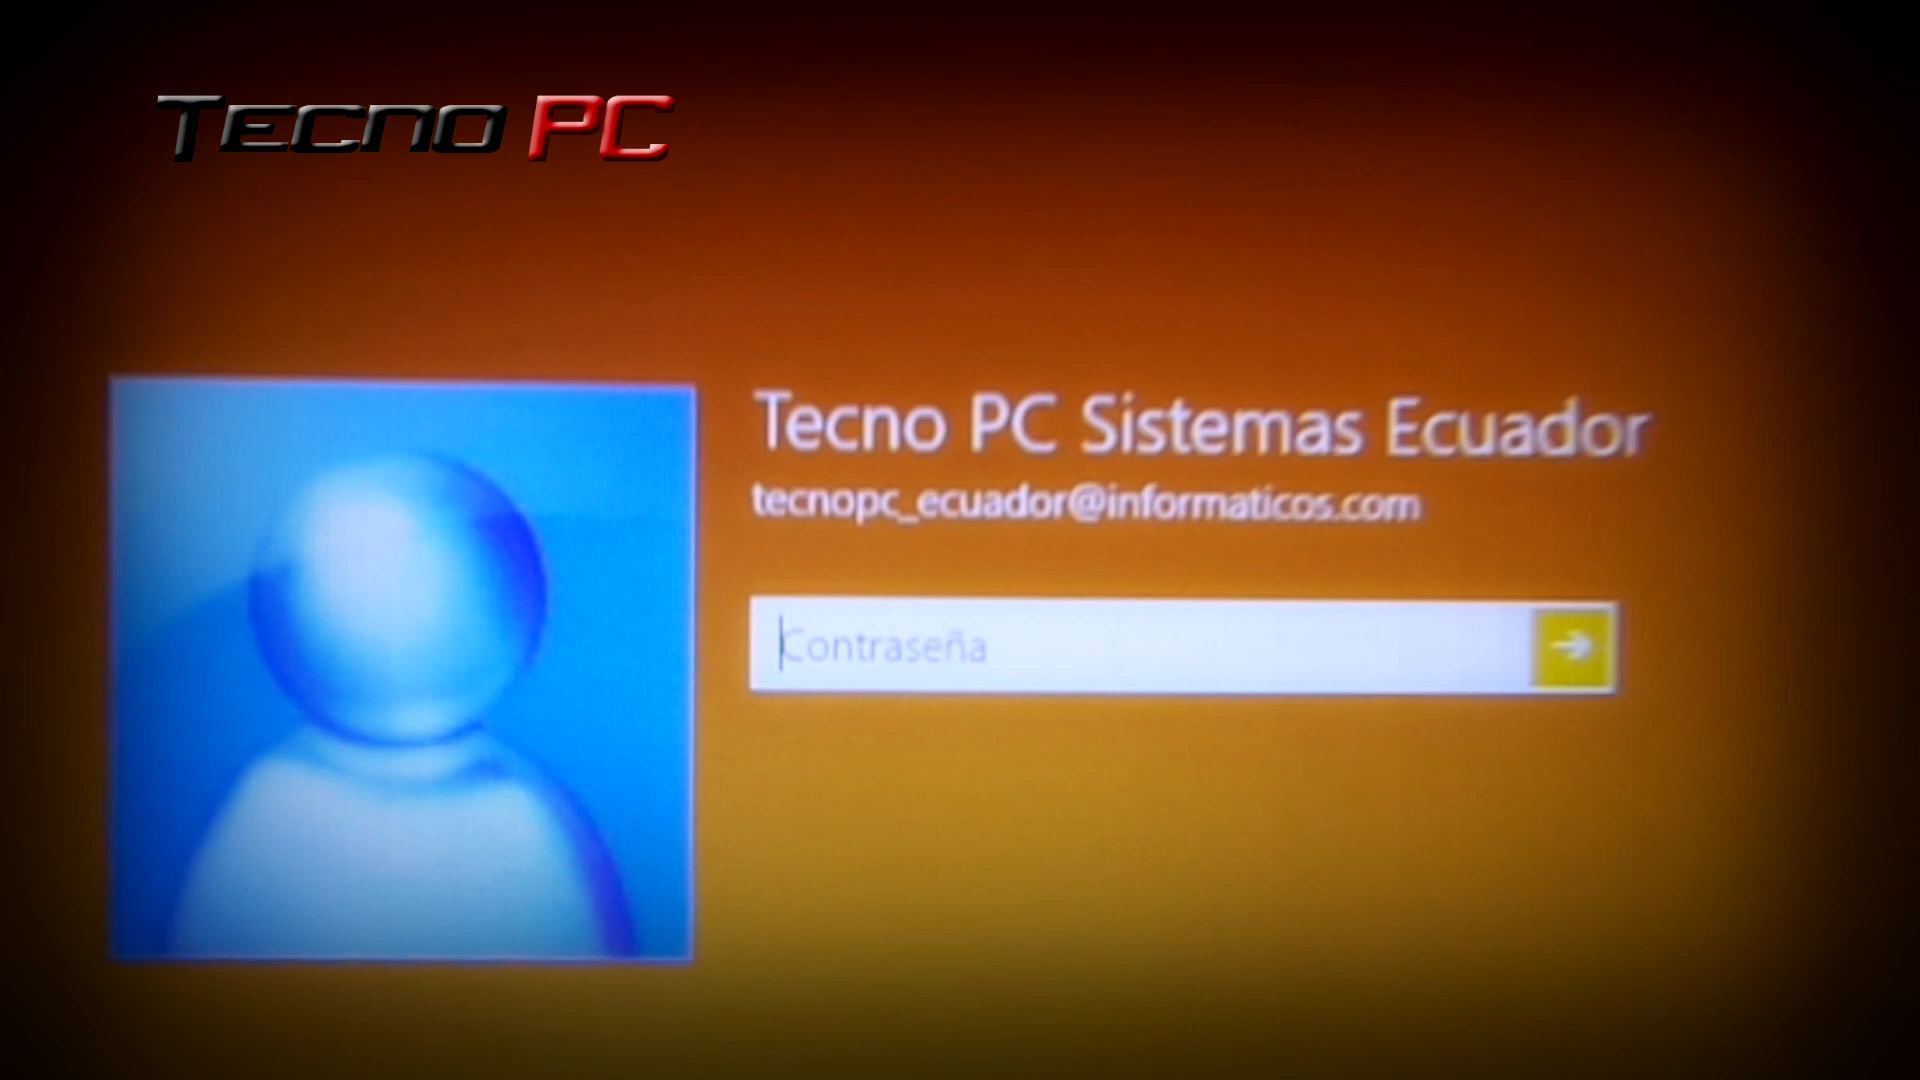 Tecno PC
Tecno PC Sistemas Ecuador
tecnopc_ecuador@informaticos.com
Contraseña